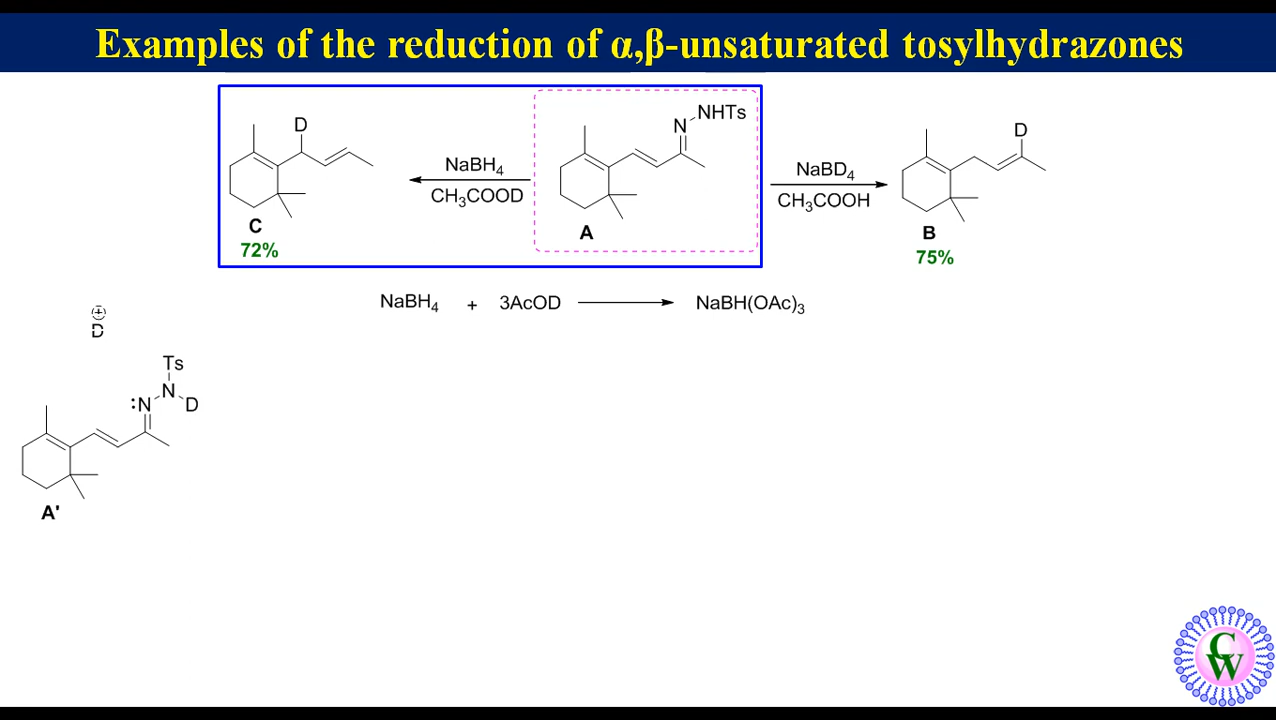 Examples of the reduction of α,β-unsaturated tosylhydrazones
D
C
72%
NaBH₄
CH₃COOD
NHTs
N
A
NaBD₄
CH₃COOH
D
B
75%
NaBH₄ + 3AcOD NaBH(OAc)₃
⊕
D
Ts
N
:N D
A'
CW